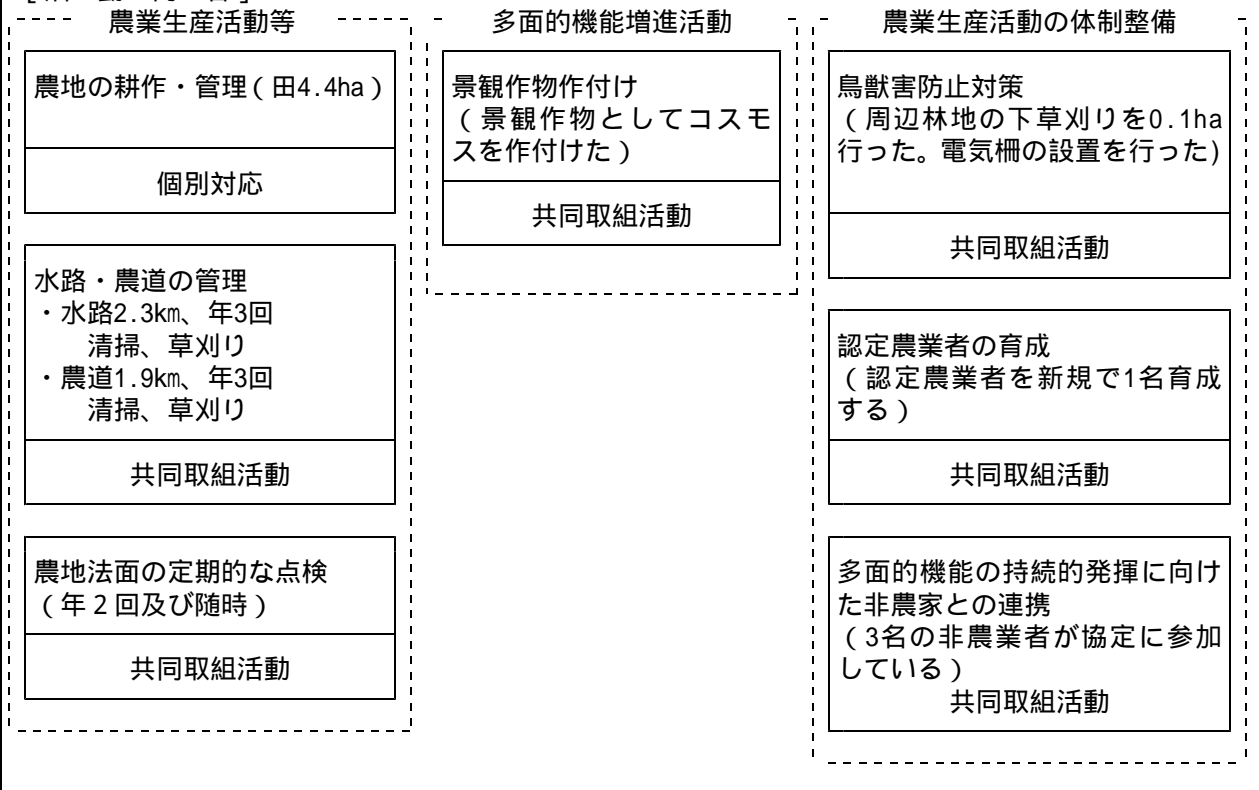 農業生産活動等
農地の耕作・管理（田4.4ha）
個別対応
水路・農道の管理
・水路2.3km、年3回
清掃、草刈り
・農道1.9km、年3回
清掃、草刈り
共同取組活動
農地法面の定期的な点検
（年２回及び随時）
共同取組活動
多面的機能増進活動
景観作物作付け
（景観作物としてコスモ
スを作付けた）
共同取組活動
農業生産活動の体制整備
鳥獣害防止対策
（周辺林地の下草刈りを0.1ha
行った。電気柵の設置を行った)
共同取組活動
認定農業者の育成
（認定農業者を新規で1名育成
する）
共同取組活動
多面的機能の持続的発揮に向け
た非農家との連携
（3名の非農業者が協定に参加
している）
共同取組活動